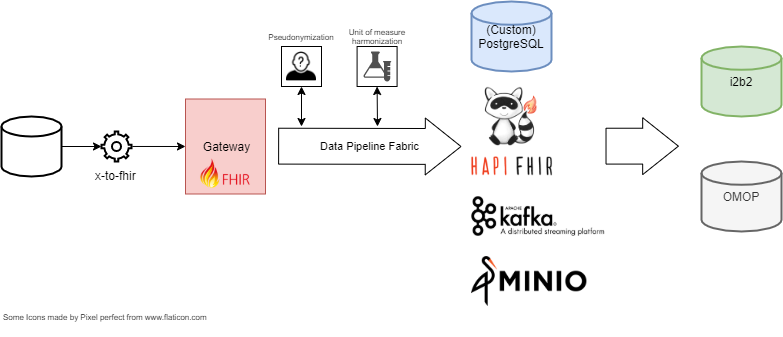 Pseudonymization
Unit of measure
harmonization
(Custom)
PostgreSQL
i2b2
x-to-fhir
Gateway
FHIR
Data Pipeline Fabric
HAPI FHIR
OMOP
APACHE
kafka®
A distributed streaming platform
MINIO
Some Icons made by Pixel perfect from www.flaticon.com